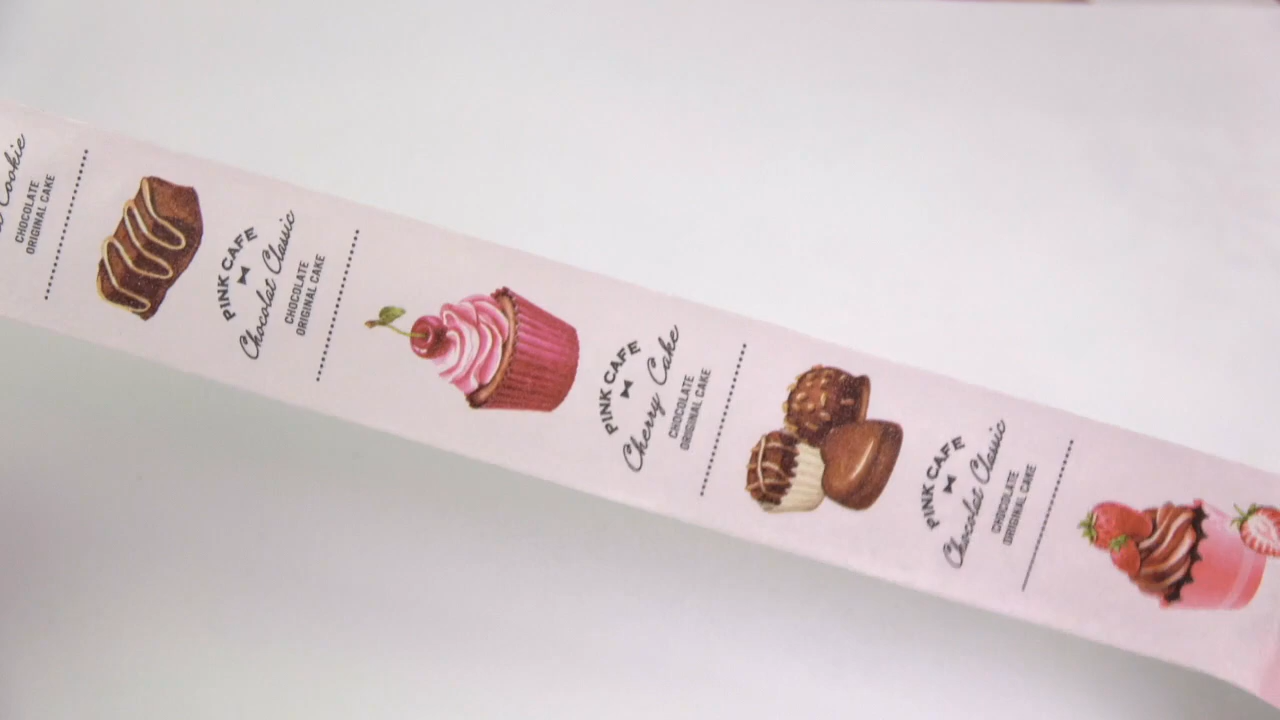 Cookie
CHOCOLATE
ORIGINAL CAKE
PINK CAFE
Chocolat Classic
CHOCOLATE
ORIGINAL CAKE
PINK CAFE
Cherry Cake
CHOCOLATE
ORIGINAL CAKE
PINK CAFE
Chocolat Classic
CHOCOLATE
ORIGINAL CAKE